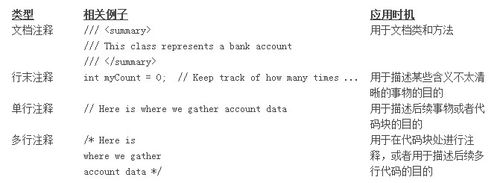 类型 相关例子 应用时机
文档注释 /// <summary> 用于文档类和方法
/// This class represents a bank account
/// </summary>
行末注释 int myCount = 0; // Keep track of how many times ... 用于描述某些含义不太清
晰的事物的目的
单行注释 // Here is where we gather account data 用于描述后续事物或者代
码块的目的
多行注释 /* Here is 用于在代码块处进行注
where we gather 释，或者用于描述后续多
account data */ 行代码的目的